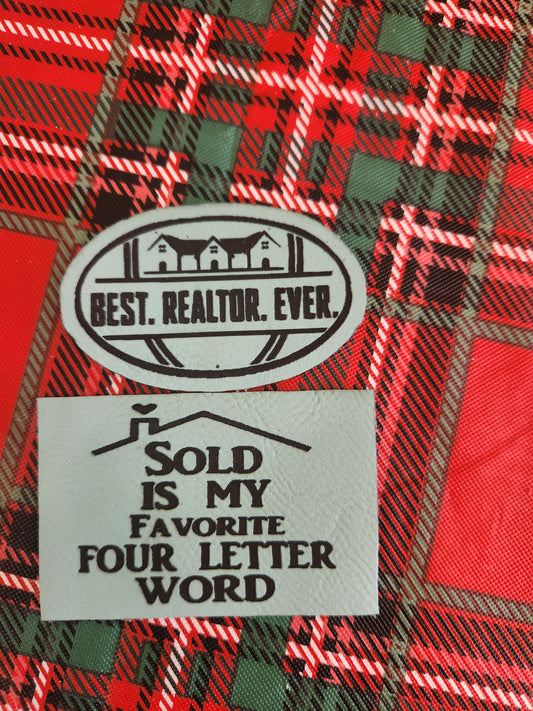 BEST. REALTOR. EVER.
SOLD
IS MY
FAVORITE
FOUR LETTER
WORD